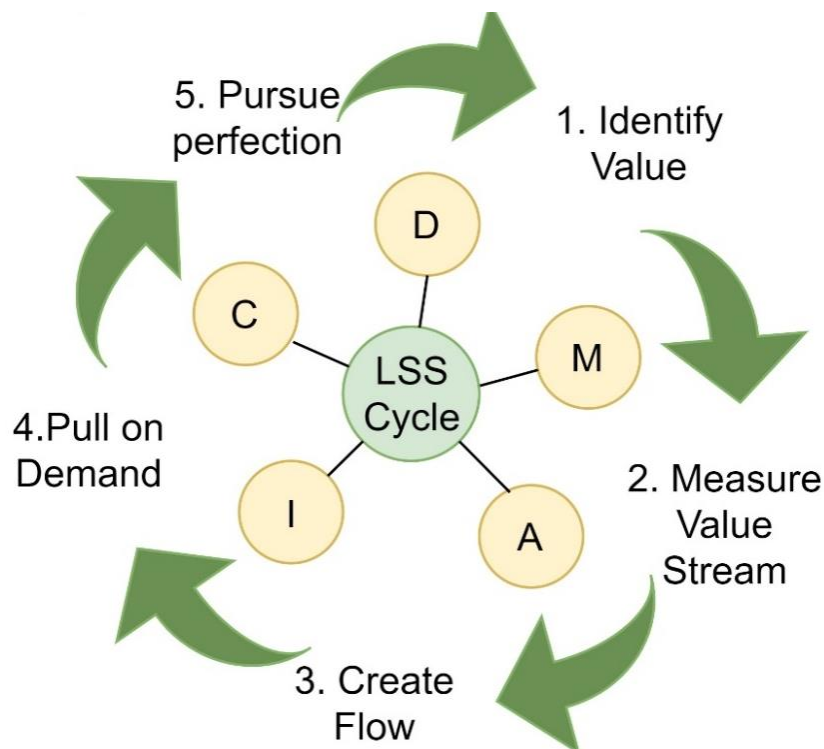 5. Pursue
perfection
1. Identify
Value
D
C
M
LSS
Cycle
4.Pull on
Demand
I
A
2. Measure
Value
Stream
3. Create
Flow